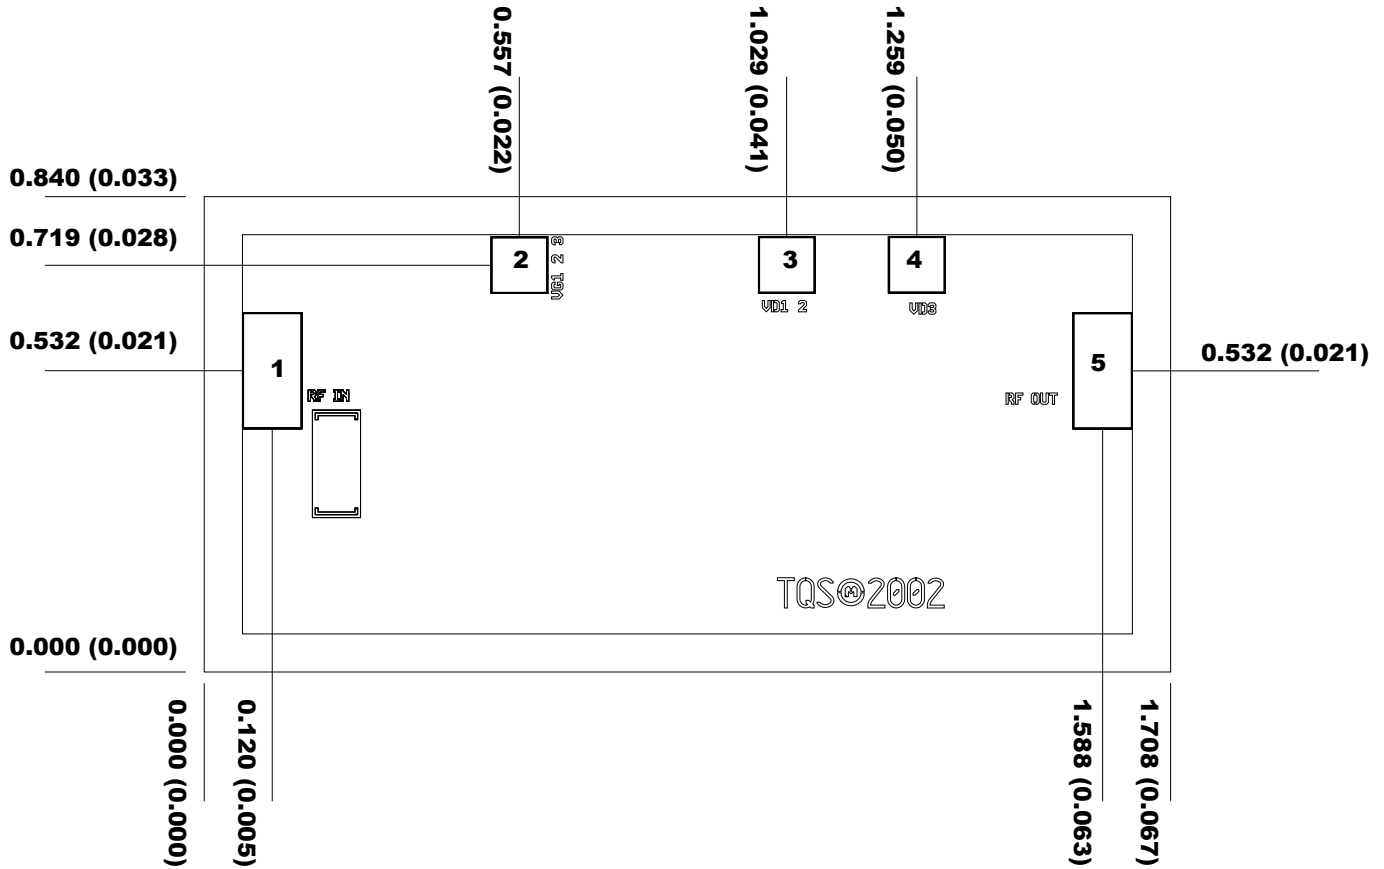 0.557 (0.022)
1.029 (0.041)
1.259 (0.050)
0.840 (0.033)
0.719 (0.028)
2
VG1 2 3
3
VD1 2
4
VD3
0.532 (0.021)
1
RF IN
5
RF OUT
0.532 (0.021)
TQSⓂ2002
0.000 (0.000)
0.000 (0.000)
0.120 (0.005)
1.588 (0.063)
1.708 (0.067)